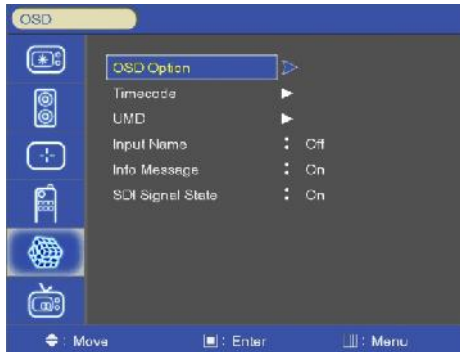 OSD
OSD Option
Timecode
UMD
Input Name : Off
Info Message : On
SDI Signal State : On
: Move : Enter : Menu